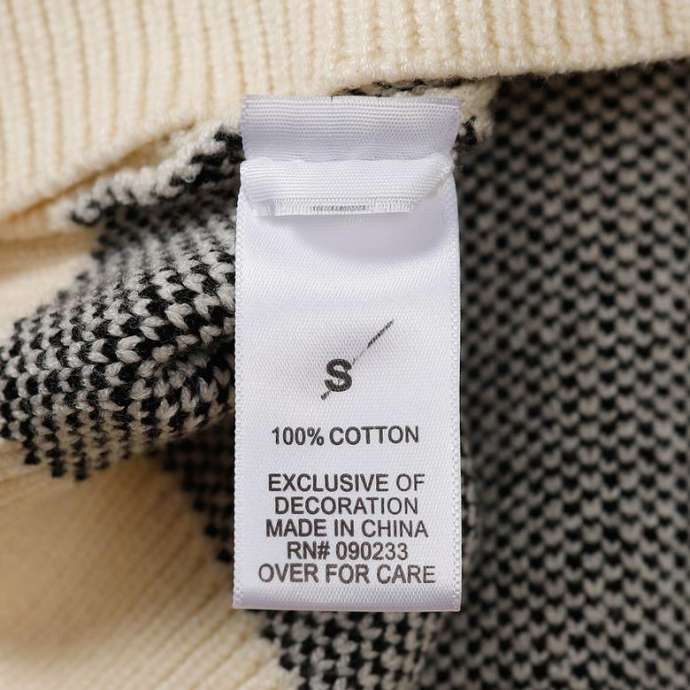 S
100% COTTON
EXCLUSIVE OF
DECORATION
MADE IN CHINA
RN# 090233
OVER FOR CARE